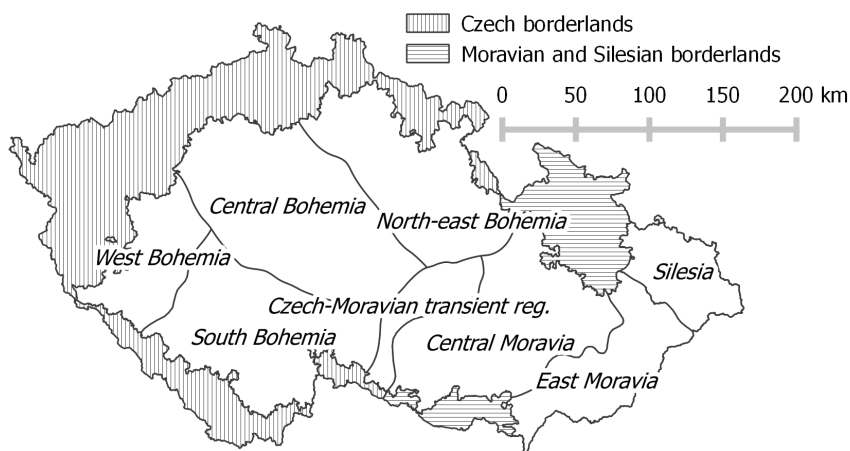 Czech borderlands
Moravian and Silesian borderlands
0 50 100 150 200 km
Central Bohemia
North-east Bohemia
West Bohemia
Silesia
Czech-Moravian transient reg.
South Bohemia
Central Moravia
East Moravia